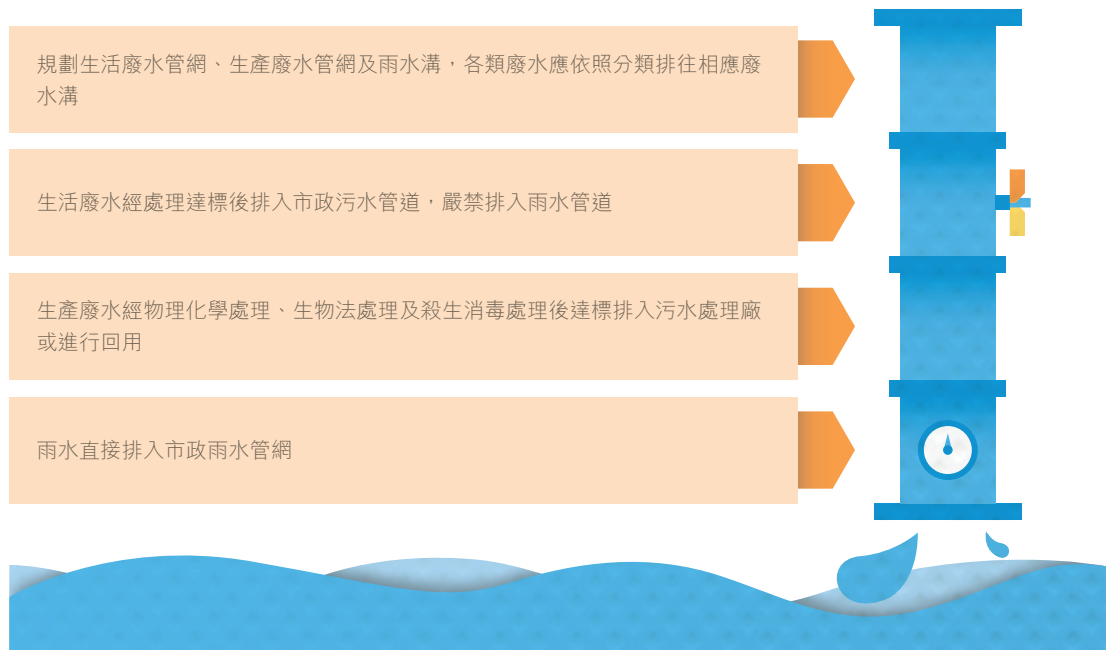 規劃生活廢水管網、生產廢水管網及雨水溝，各類廢水應依照分類排往相應廢
水溝
生活廢水經處理達標後排入市政污水管道，嚴禁排入雨水管道
生產廢水經物理化學處理、生物法處理及殺生消毒處理後達標排入污水處理廠
或進行回用
雨水直接排入市政雨水管網